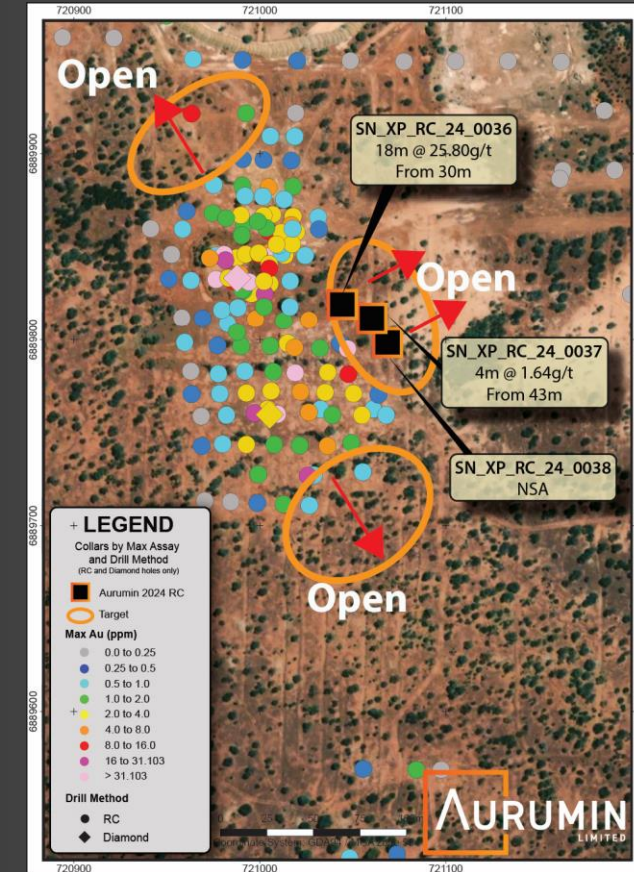 720900
721000
721100
6889900
6889800
6889700
6889600
Open
SN_XP_RC_24_0036
18m @ 25.80g/t
From 30m
Open
SN_XP_RC_24_0037
4m @ 1.64g/t
From 43m
SN_XP_RC_24_0038
NSA
Open
LEGEND
Collars by Max Assay
and Drill Method
(RC and Diamond holes only)
Aurumin 2024 RC
Target
Max Au (ppm)
0.0 to 0.25
0.25 to 0.5
0.5 to 1.0
1.0 to 2.0
2.0 to 4.0
4.0 to 8.0
8.0 to 16.0
16 to 31.103
> 31.103
Drill Method
RC
Diamond
AURUMIN
LIMITED